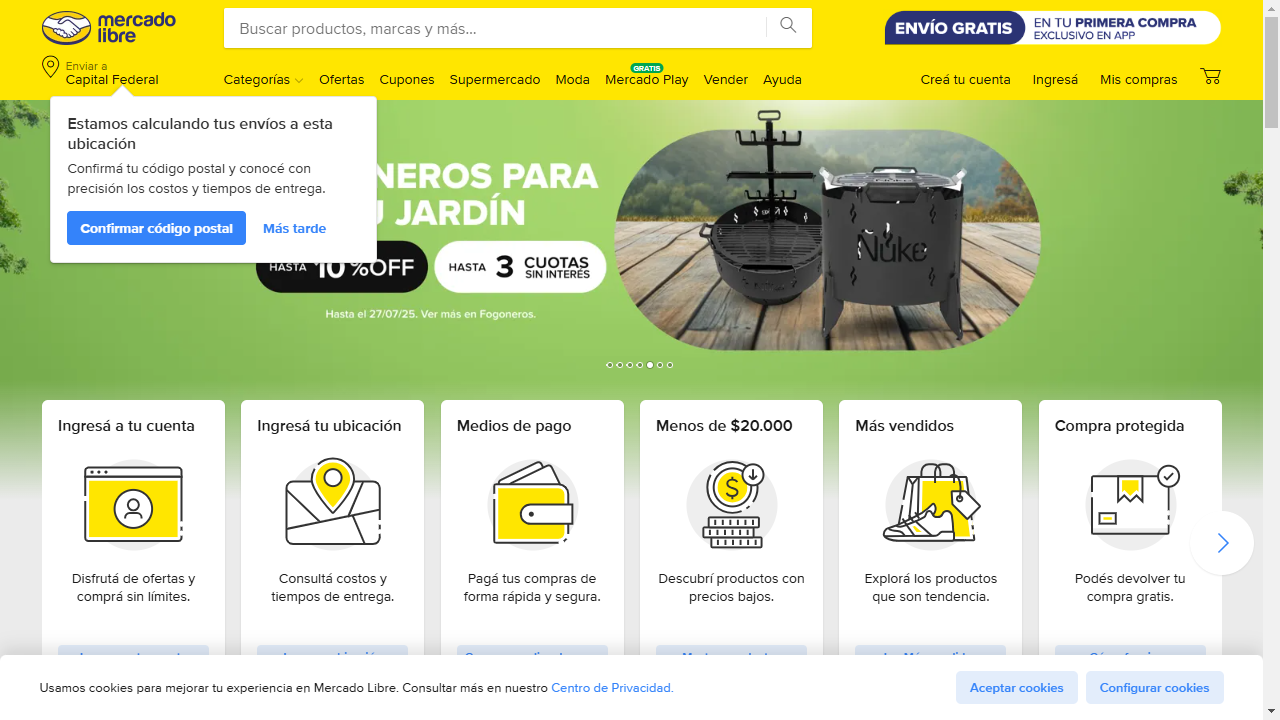 mercado
libre
Buscar productos, marcas y más...
ENVÍO GRATIS
EN TU PRIMERA COMPRA
EXCLUSIVO EN APP
Enviar a
Capital Federal
Categorías
Ofertas
Cupones
Supermercado
Moda
GRATIS
Mercado Play
Vender
Ayuda
Creá tu cuenta
Ingresá
Mis compras
Estamos calculando tus envíos a esta
ubicación
Confirmá tu código postal y conocé con
precisión los costos y tiempos de entrega.
Confirmar código postal
Más tarde
NEROS PARA
JARDÍN
HASTA 10%OFF
HASTA 3 CUOTAS
SIN INTERÉS
Hasta el 27/07/25. Ver más en Fogoneros.
Nuke
Ingresá a tu cuenta
Disfrutá de ofertas y
comprá sin límites.
Ingresá tu ubicación
Consultá costos y
tiempos de entrega.
Medios de pago
Pagá tus compras de
forma rápida y segura.
Menos de $20.000
Descubrí productos con
precios bajos.
Más vendidos
Explorá los productos
que son tendencia.
Compra protegida
Podés devolver tu
compra gratis.
Usamos cookies para mejorar tu experiencia en Mercado Libre. Consultar más en nuestro Centro de Privacidad.
Aceptar cookies
Configurar cookies